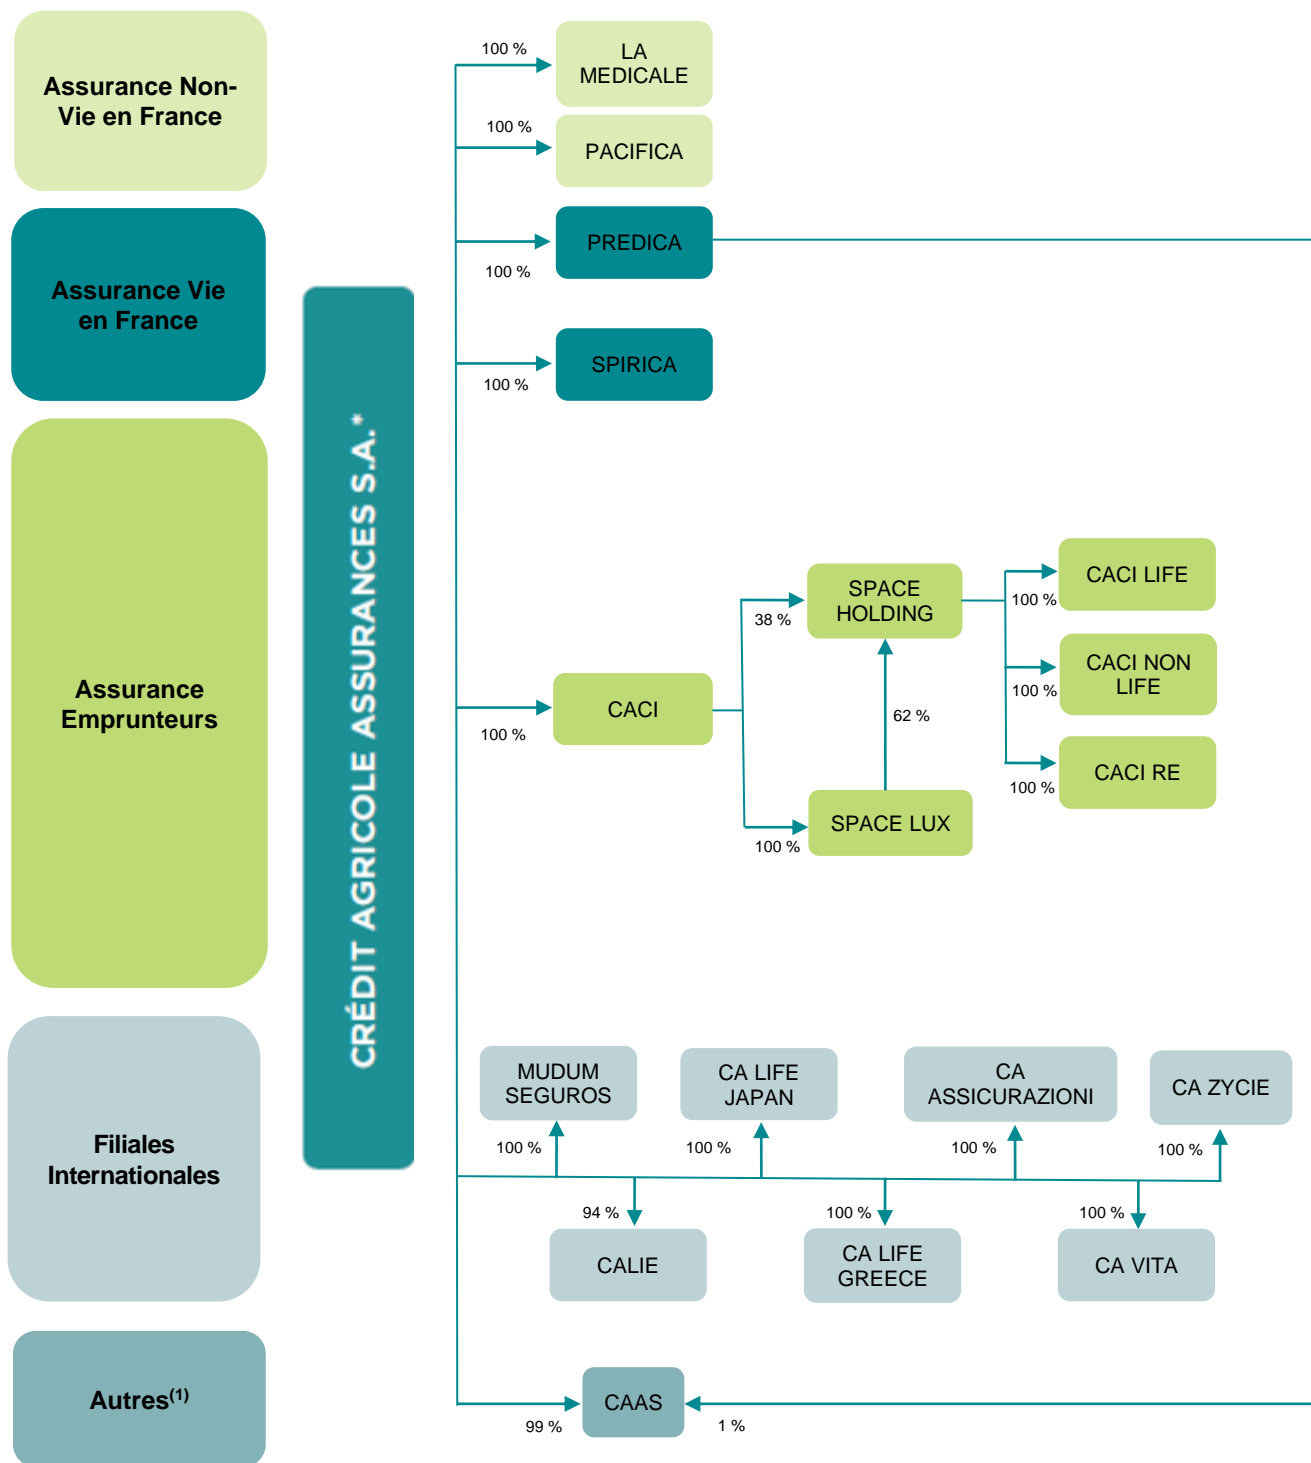 Assurance Non-
Vie en France
Assurance Vie
en France
Assurance
Emprunteurs
Filiales
Internationales
Autres(1)
CRÉDIT AGRICOLE ASSURANCES S.A.*
100 %
LA
MEDICALE
100 %
PACIFICA
100 %
PREDICA
100 %
SPIRICA
100 %
CACI
38 %
SPACE
HOLDING
62 %
100 %
SPACE LUX
100 %
CACI LIFE
100 %
CACI NON
LIFE
100 %
CACI RE
MUDUM
SEGUROS
100 %
CA LIFE
JAPAN
100 %
CA
ASSICURAZIONI
100 %
CA ZYCIE
100 %
94 %
CALIE
100 %
CA LIFE
GREECE
100 %
CA VITA
99 %
CAAS
1 %